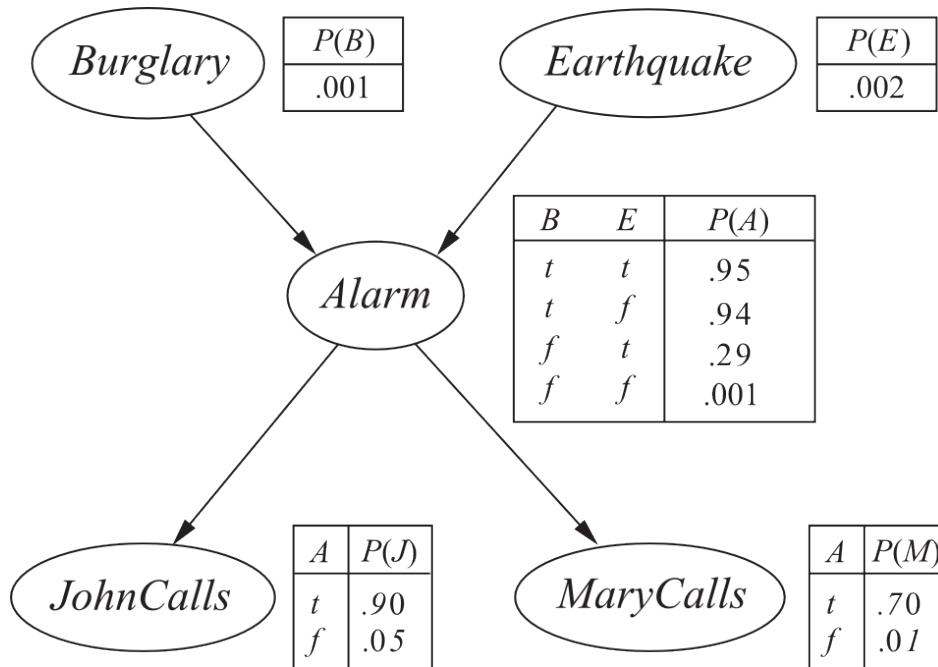 Burglary
P(B)
.001
Earthquake
P(E)
.002
Alarm
B E P(A)
t t .95
t f .94
f t .29
f f .001
JohnCalls
A P(J)
t .90
f .05
MaryCalls
A P(M)
t .70
f .01